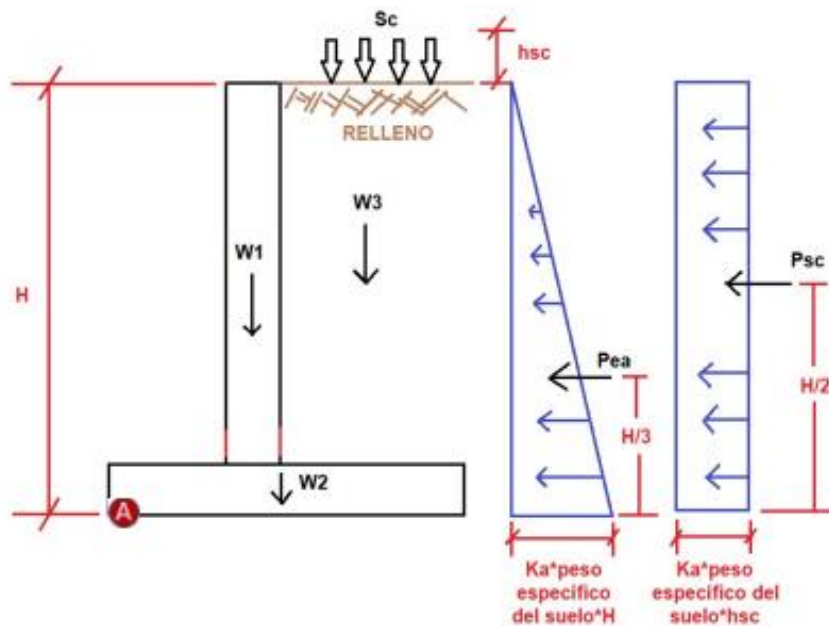 Sc
hsc
RELLENO
H
W1
W3
W2
A
Pea
H/3
Psc
H/2
Ka*peso
específico
del suelo*H
Ka*peso
específico del
suelo*hsc